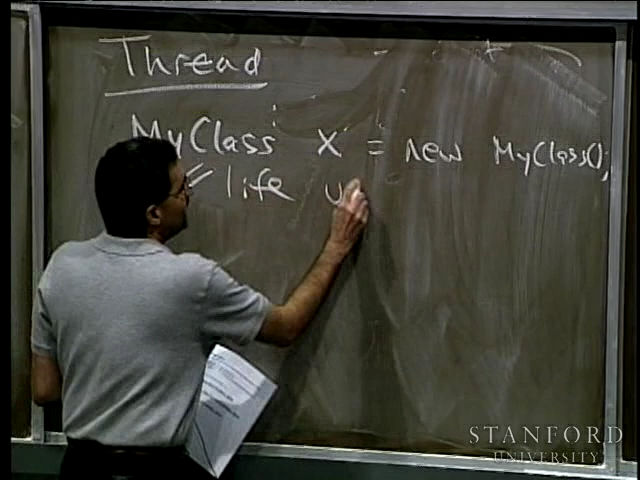 Thread
MyClass x = new MyClass();
// life
STANFORD
UNIVERSITY